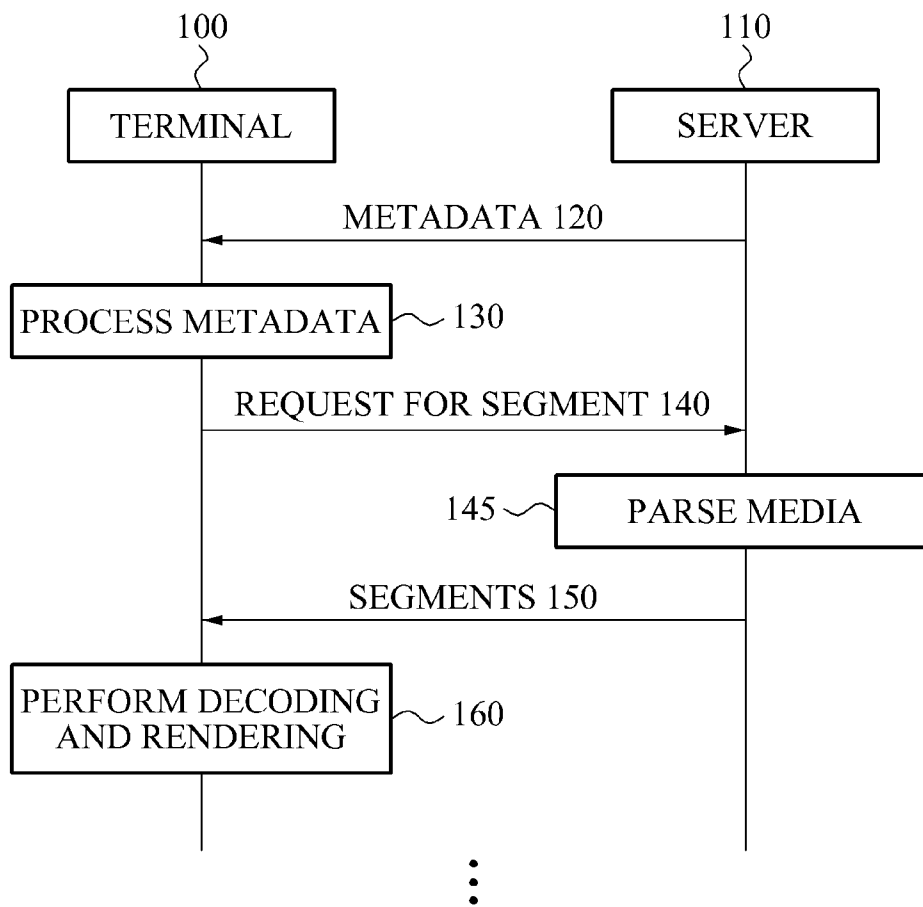 100
110
TERMINAL
SERVER
METADATA 120
PROCESS METADATA
130
REQUEST FOR SEGMENT 140
145
PARSE MEDIA
SEGMENTS 150
PERFORM DECODING
AND RENDERING
160